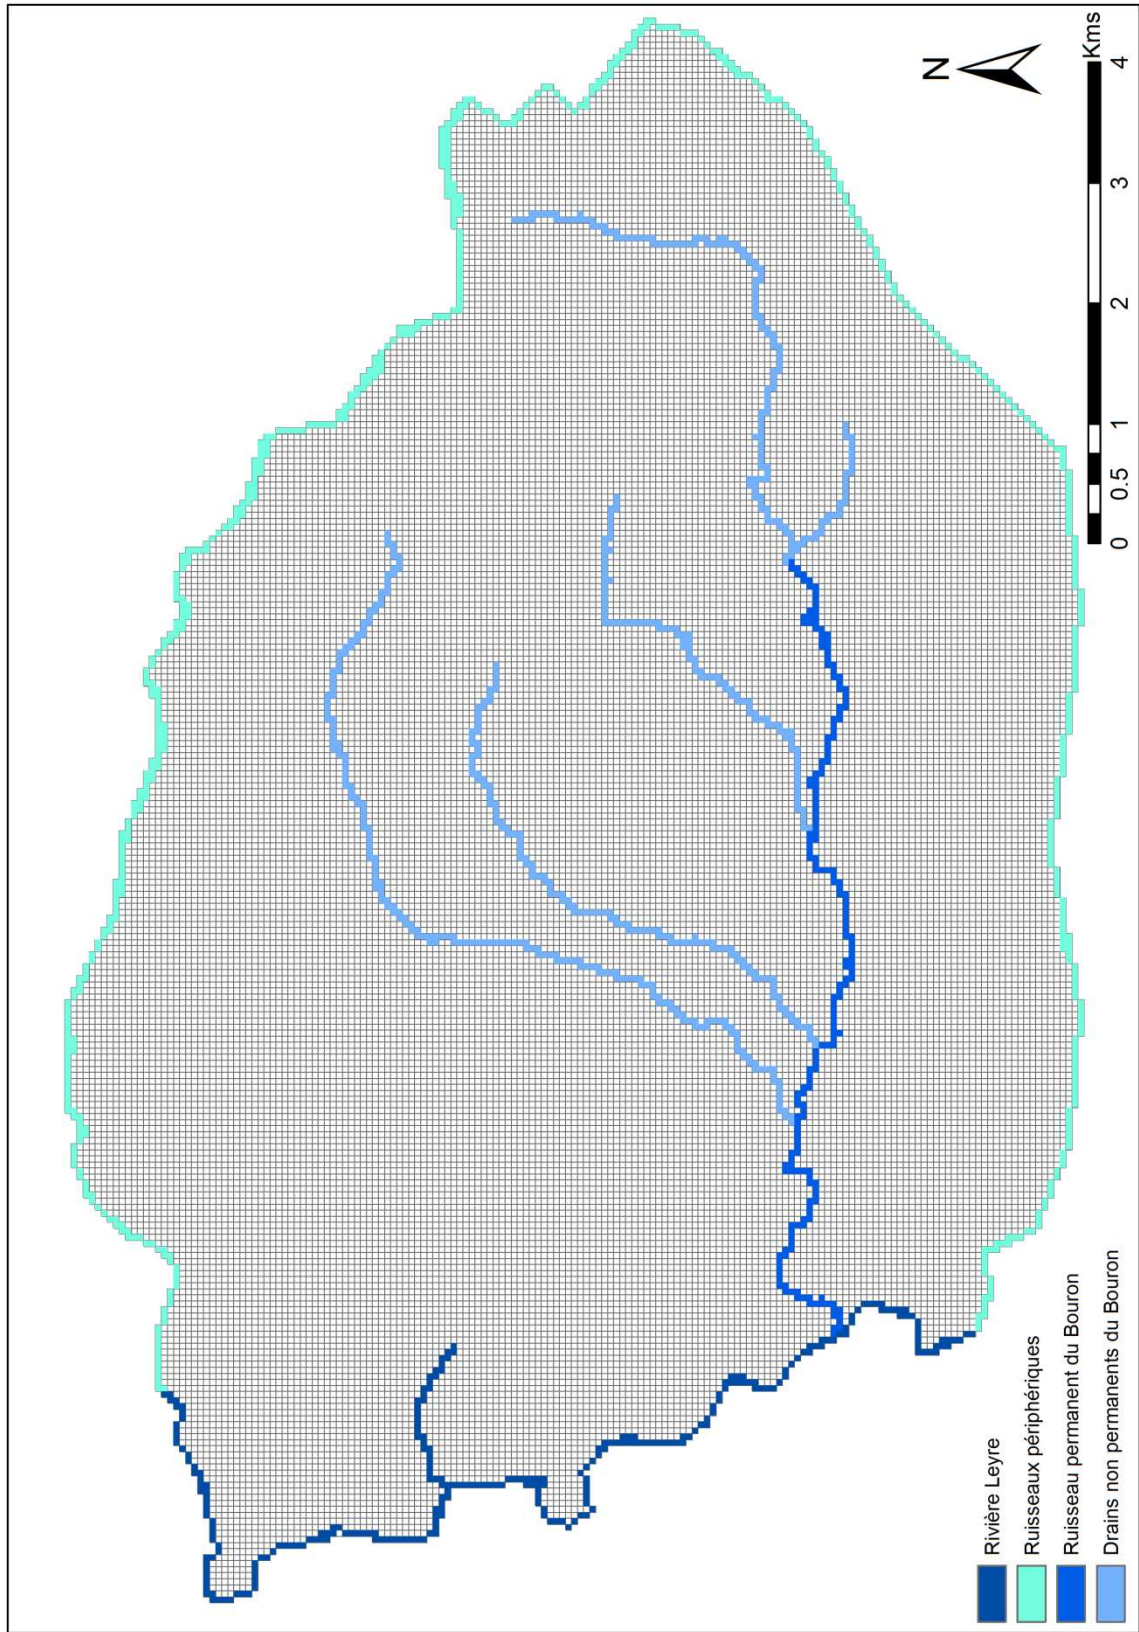 N
Kms
0 0.5 1 2 3 4
Rivière Leyre
Ruisseaux périphériques
Ruisseau permanent du Bouron
Drains non permanents du Bouron